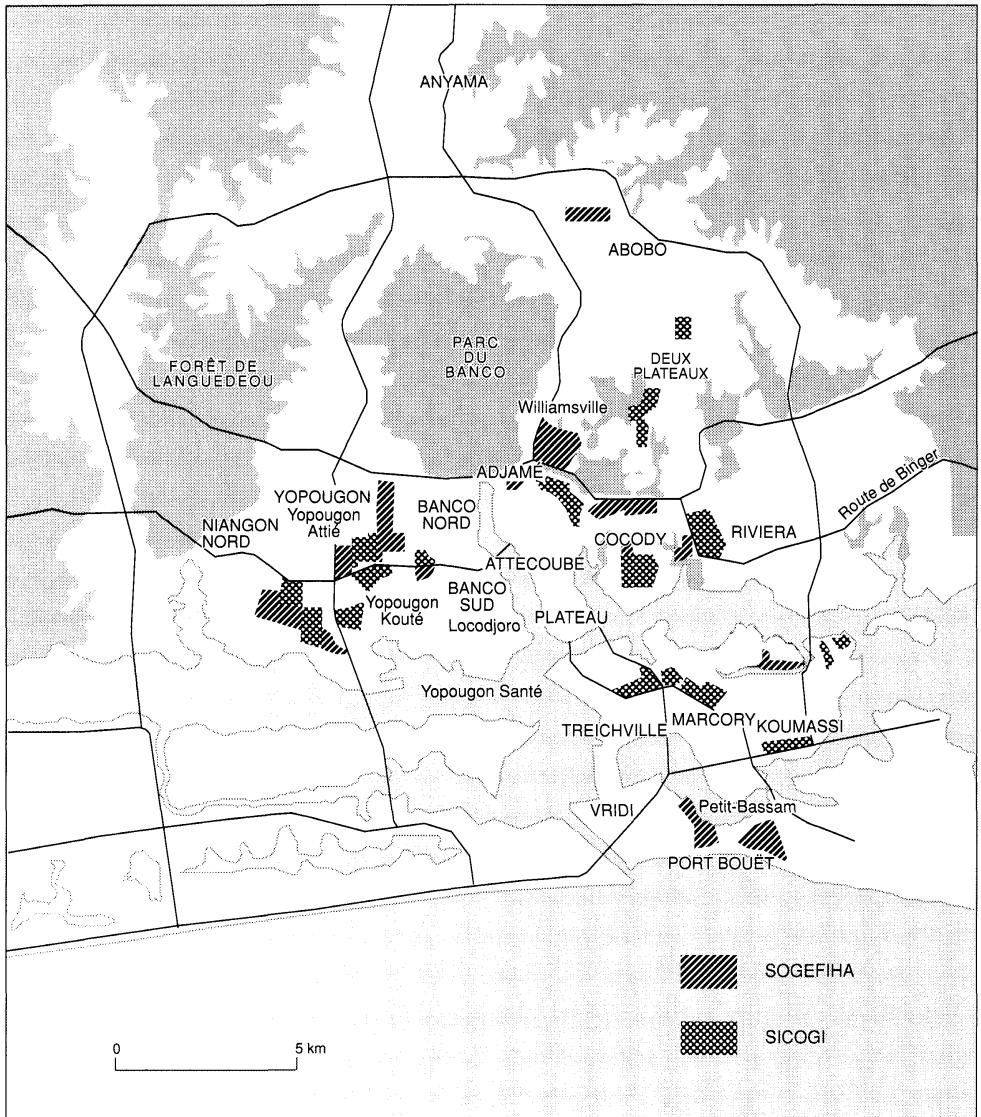 ANYAMA
ABOBO
FORÊT DE
LANGUEDEOU
PARC
DU
BANCO
DEUX
PLATEAUX
Williamsville
ADJAMÉ
YOPOUGON
Yopougon
Attié
BANCO
NORD
NIANGON
NORD
COCODY
RIVIERA
Route de Binger
ATTECOUBÉ
BANCO
SUD
Locodjoro
Yopougon
Kouté
PLATEAU
Yopougon Santé
TREICHVILLE
MARCORY
KOUMASSI
VRIDI
Petit-Bassam
PORT BOUËT
SOGEFIHA
SICOGI
0 5 km